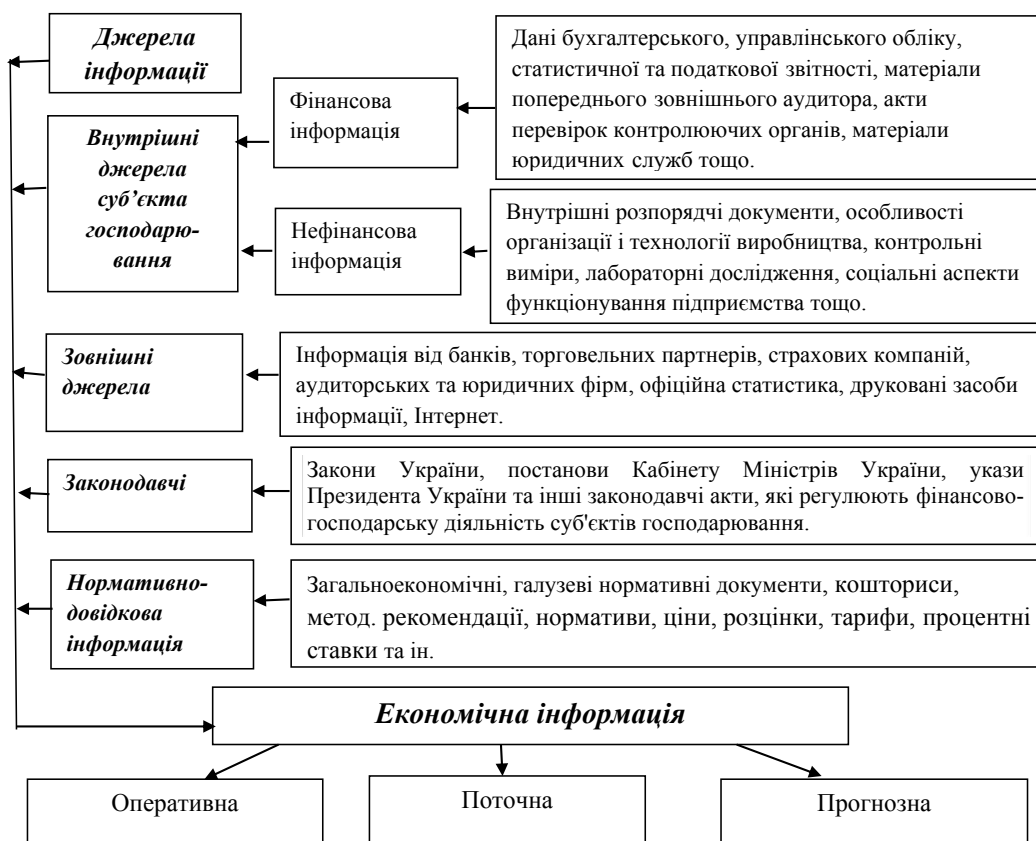 Джерела
інформації
Дані бухгалтерського, управлінського обліку,
статистичної та податкової звітності, матеріали
попереднього зовнішнього аудитора, акти
перевірок контролюючих органів, матеріали
юридичних служб тощо.
Фінансова
інформація
Внутрішні
джерела
суб’єкта
господарю-
вання
Нефінансова
інформація
Внутрішні розпорядчі документи, особливості
організації і технології виробництва, контрольні
виміри, лабораторні дослідження, соціальні аспекти
функціонування підприємства тощо.
Зовнішні
джерела
Інформація від банків, торговельних партнерів, страхових компаній,
аудиторських та юридичних фірм, офіційна статистика, друковані засоби
інформації, Інтернет.
Законодавчі
Закони України, постанови Кабінету Міністрів України, укази
Президента України та інші законодавчі акти, які регулюють фінансово-
господарську діяльність суб'єктів господарювання.
Нормативно-
довідкова
інформація
Загальноекономічні, галузеві нормативні документи, кошториси,
метод. рекомендації, нормативи, ціни, розцінки, тарифи, процентні
ставки та ін.
Економічна інформація
Оперативна
Поточна
Прогнозна